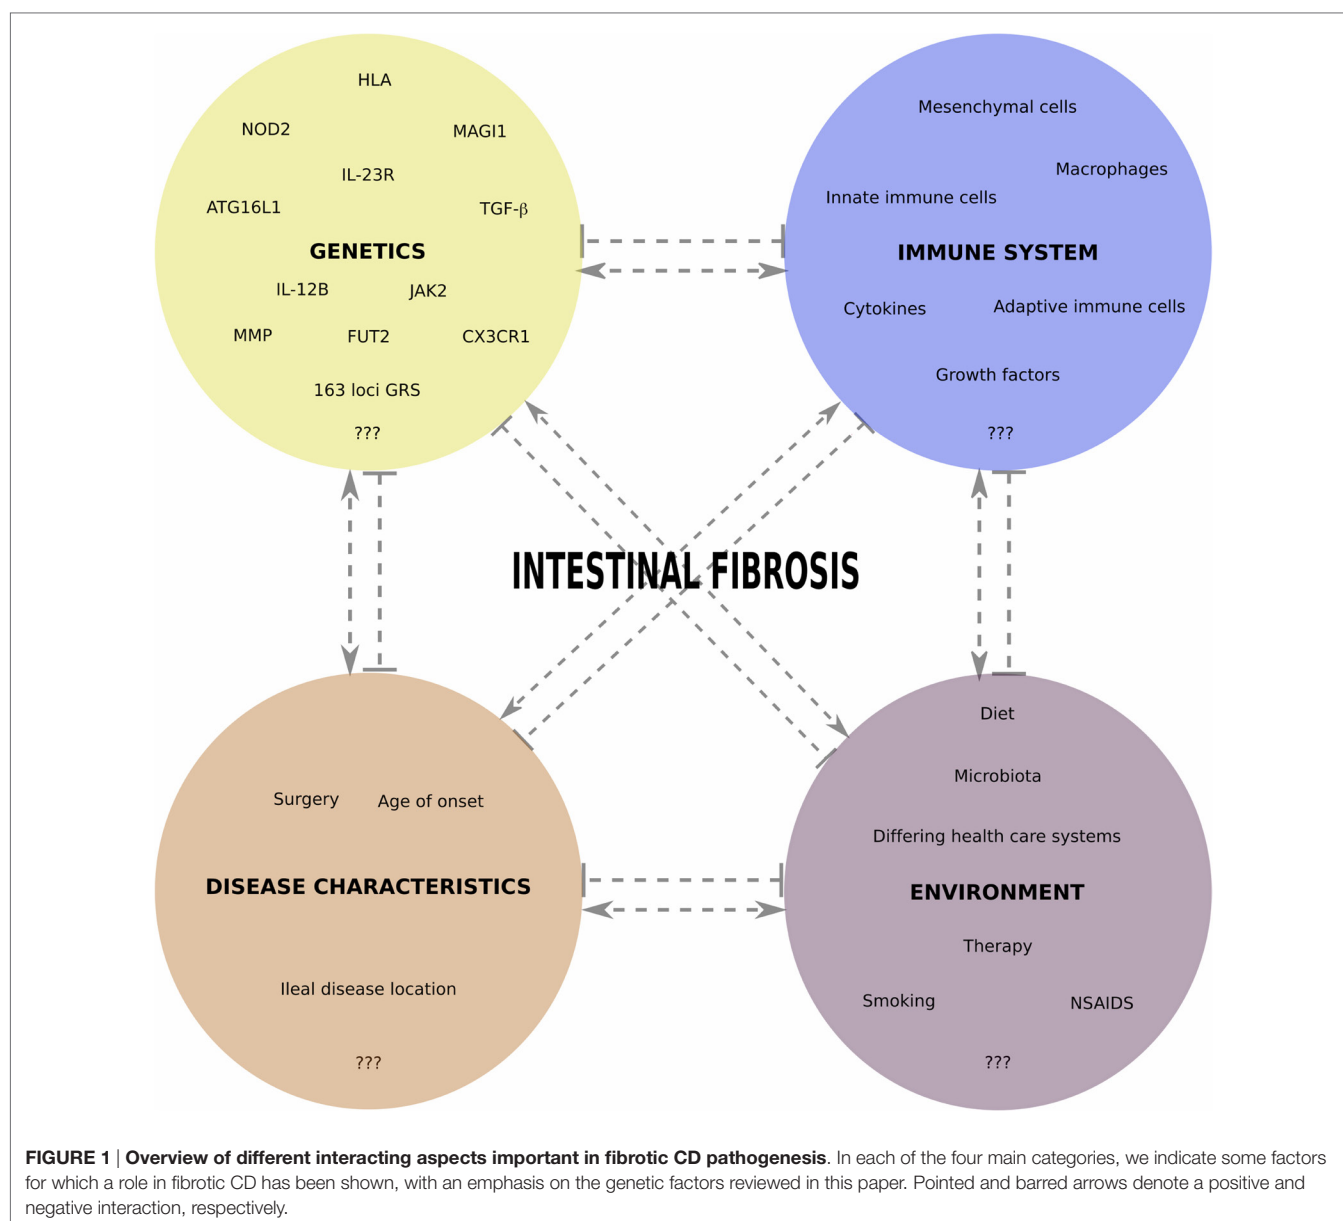 HLA
NOD2
MAGI1
IL-23R
ATG16L1
TGF-β
GENETICS
IL-12B
JAK2
MMP
FUT2
CX3CR1
163 loci GRS
???
Mesenchymal cells
Macrophages
Innate immune cells
IMMUNE SYSTEM
Cytokines
Adaptive immune cells
Growth factors
???
INTESTINAL FIBROSIS
Surgery
Age of onset
DISEASE CHARACTERISTICS
Ileal disease location
???
Diet
Microbiota
Differing health care systems
ENVIRONMENT
Therapy
Smoking
NSAIDS
???
FIGURE 1 | Overview of different interacting aspects important in fibrotic CD pathogenesis. In each of the four main categories, we indicate some factors
for which a role in fibrotic CD has been shown, with an emphasis on the genetic factors reviewed in this paper. Pointed and barred arrows denote a positive and
negative interaction, respectively.